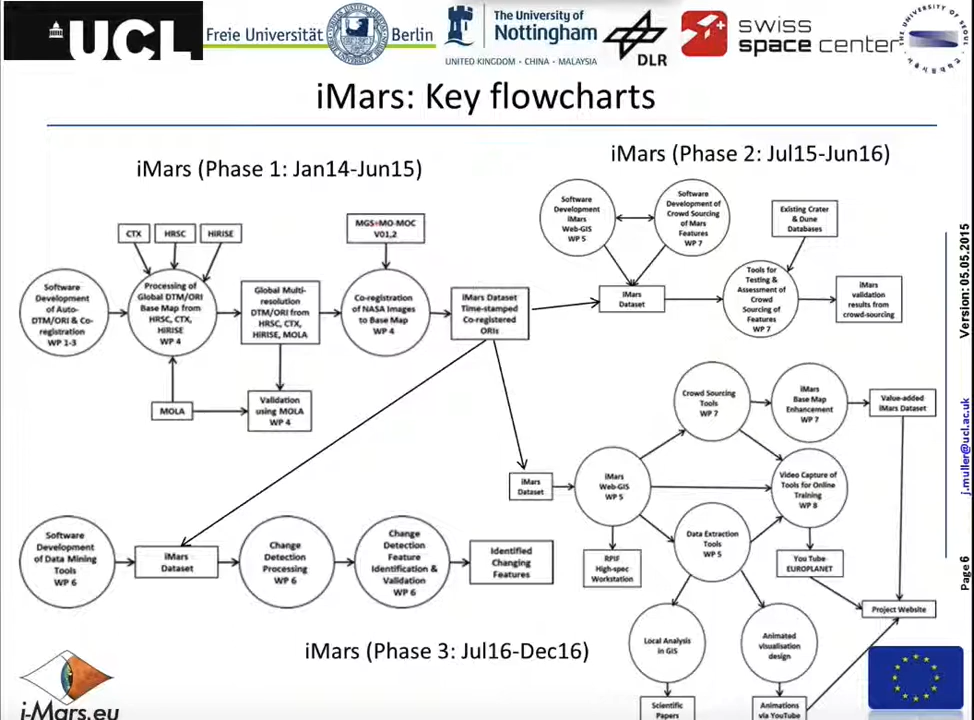 UCL
Freie Universität Berlin
The University of
Nottingham
UNITED KINGDOM · CHINA · MALAYSIA
DLR
swiss
space center
iMars: Key flowcharts
iMars (Phase 1: Jan14-Jun15)
iMars (Phase 2: Jul15-Jun16)
CTX
HRSC
HiRISE
MGS+MO-MOC
V01,2
Software
Development
of Auto-
DTM/ORI & Co-
registration
WP 1-3
Processing of
Global DTM/ORI
Base Map from
HRSC, CTX,
HiRISE
WP 4
Global Multi-
resolution
DTM/ORI from
HRSC, CTX,
HiRISE, MOLA
Co-registration
of NASA Images
to Base Map
WP 4
iMars Dataset
Time-stamped
Co-registered
ORIs
MOLA
Validation
using MOLA
WP 4
Software
Development
iMars
Web-GIS
WP 5
Software
Development of
Crowd Sourcing
of Mars
Features
WP 7
Existing Crater
& Dune
Databases
iMars
Dataset
Tools for
Testing &
Assessment of
Crowd
Sourcing of
Features
WP 7
iMars
validation
results from
crowd-sourcing
Crowd Sourcing
Tools
WP 7
iMars
Base Map
Enhancement
WP 7
Value-added
iMars Dataset
iMars
Dataset
iMars
Web-GIS
WP 5
Video Capture of
Tools for Online
Training
WP 8
Data Extraction
Tools
WP 5
RPIF
High-spec
Workstation
You Tube
EUROPLANET
Project Website
Local Analysis
in GIS
Animated
visualisation
design
Scientific
Papers
Animations
via YouTube
Software
Development
of Data Mining
Tools
WP 6
iMars
Dataset
Change
Detection
Processing
WP 6
Change
Detection
Feature
Identification &
Validation
WP 6
Identified
Changing
Features
iMars (Phase 3: Jul16-Dec16)
i-Mars.eu
Version: 05.05.2015
j.muller@ucl.ac.uk
Page 6